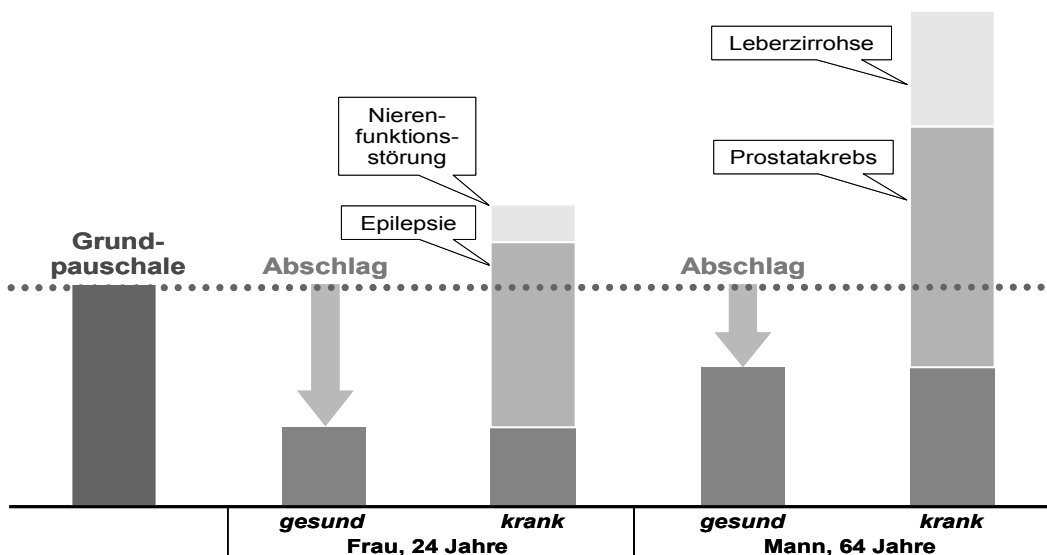 Leberzirrohse
Nieren-
funktions-
störung
Prostatakrebs
Epilepsie
Grund-
pauschale
Abschlag
Abschlag
gesund
krank
gesund
krank
Frau, 24 Jahre
Mann, 64 Jahre